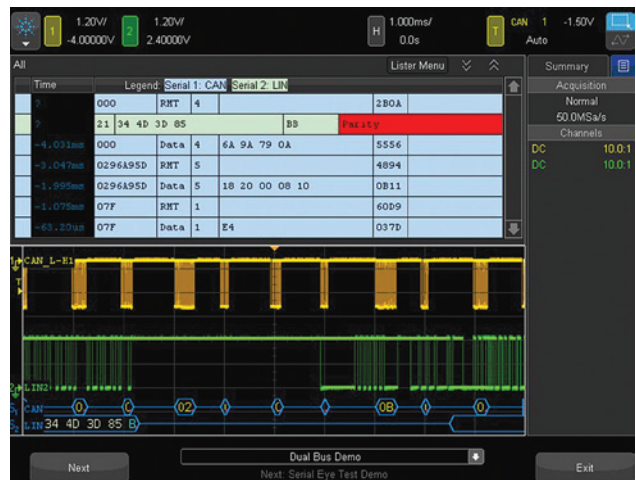 1 1.20V/ 2 1.20V/ H 1.000ms/ T CAN 1 -1.50V
-4.00000V 2.40000V 0.0s Auto
All Lister Menu Summary
Time Legend: Serial 1: CAN Serial 2: LIN Acquisition
? 000 RMT 4 2B0A Normal
? 21 34 4D 3D 85 BB Parity 50.0MSa/s
-4.031ms 000 Data 4 6A 9A 79 0A 5556 Channels
-3.047ms 0296A95D RMT 5 4894 DC 10.0:1
-1.995ms 0296A95D Data 5 18 20 00 08 10 0B11 DC 10.0:1
-1.075ms 07F RMT 1 60D9
-63.20us 07F Data 1 E4 037D
CAN_L-H1
T
LIN2
S1 CAN 0 C 02 C 0B 0
S2 LIN 34 4D 3D 85 B
Next Dual Bus Demo Exit
Next: Serial Eye Test Demo